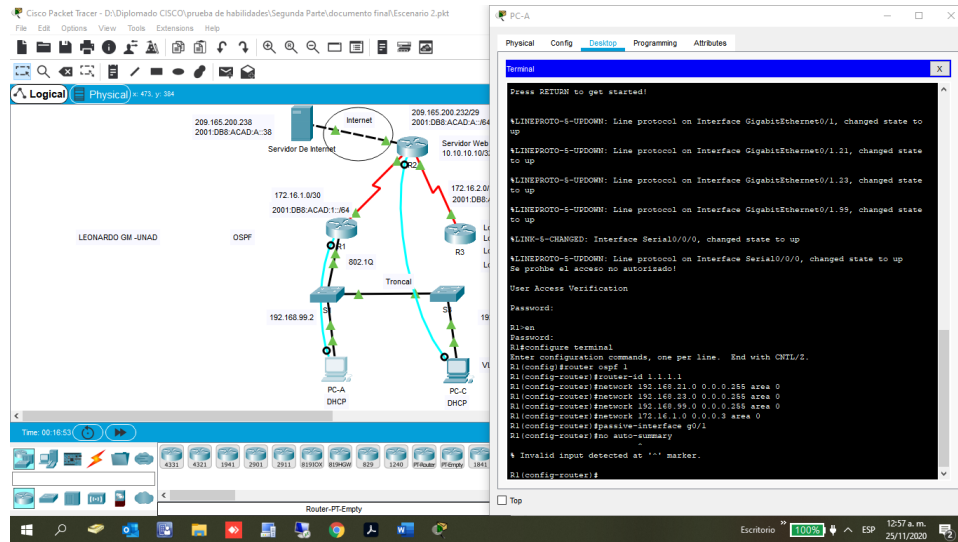 Cisco Packet Tracer - D:\Diplomado CISCO\prueba de habilidades\Segunda Parte\documento final\Escenario 2.pkt
File Edit View Tools Extensions Help
Logical Physical x: 473, y: 384
209.165.200.238
2001:DB8:ACAD:A::38
Internet
209.165.200.232/29
2001:DB8:ACAD:A::/64
Servidor De Internet
Servidor Web
10.10.10.10/3
R2
172.16.1.0/30
172.16.2.0/
2001:DB8:ACAD:1::/64
2001:DB8:
LEONARDO GM -UNAD
OSPF
R1
R3
802.1Q
Troncal
192.168.99.2
S1
S3
19
PC-A
DHCP
PC-C
DHCP
Time: 00:16:53
4331 4321 1941 2901 2911 819IOX 819HGW 829 1240 PT-Router PT-Empty 1841
Router-PT-Empty
PC-A
Physical Config Desktop Programming Attributes
Terminal
X
Press RETURN to get started!
%LINEPROTO-5-UPDOWN: Line protocol on Interface GigabitEthernet0/1, changed state to
up
%LINEPROTO-5-UPDOWN: Line protocol on Interface GigabitEthernet0/1.21, changed state
to up
%LINEPROTO-5-UPDOWN: Line protocol on Interface GigabitEthernet0/1.23, changed state
to up
%LINEPROTO-5-UPDOWN: Line protocol on Interface GigabitEthernet0/1.99, changed state
to up
%LINK-5-CHANGED: Interface Serial0/0/0, changed state to up
%LINEPROTO-5-UPDOWN: Line protocol on Interface Serial0/0/0, changed state to up
Se prohbe el acceso no autorizado!
User Access Verification
Password:
R1>en
Password:
R1#configure terminal
Enter configuration commands, one per line. End with CNTL/Z.
R1(config)#router ospf 1
R1(config-router)#router-id 1.1.1.1
R1(config-router)#network 192.168.21.0 0.0.0.255 area 0
R1(config-router)#network 192.168.23.0 0.0.0.255 area 0
R1(config-router)#network 192.168.99.0 0.0.0.255 area 0
R1(config-router)#network 172.16.1.0 0.0.0.3 area 0
R1(config-router)#passive-interface g0/1
R1(config-router)#no auto-summary
^
% Invalid input detected at '^' marker.
R1(config-router)#
Top
Escritorio
100%
ESP
12:57 a. m.
25/11/2020